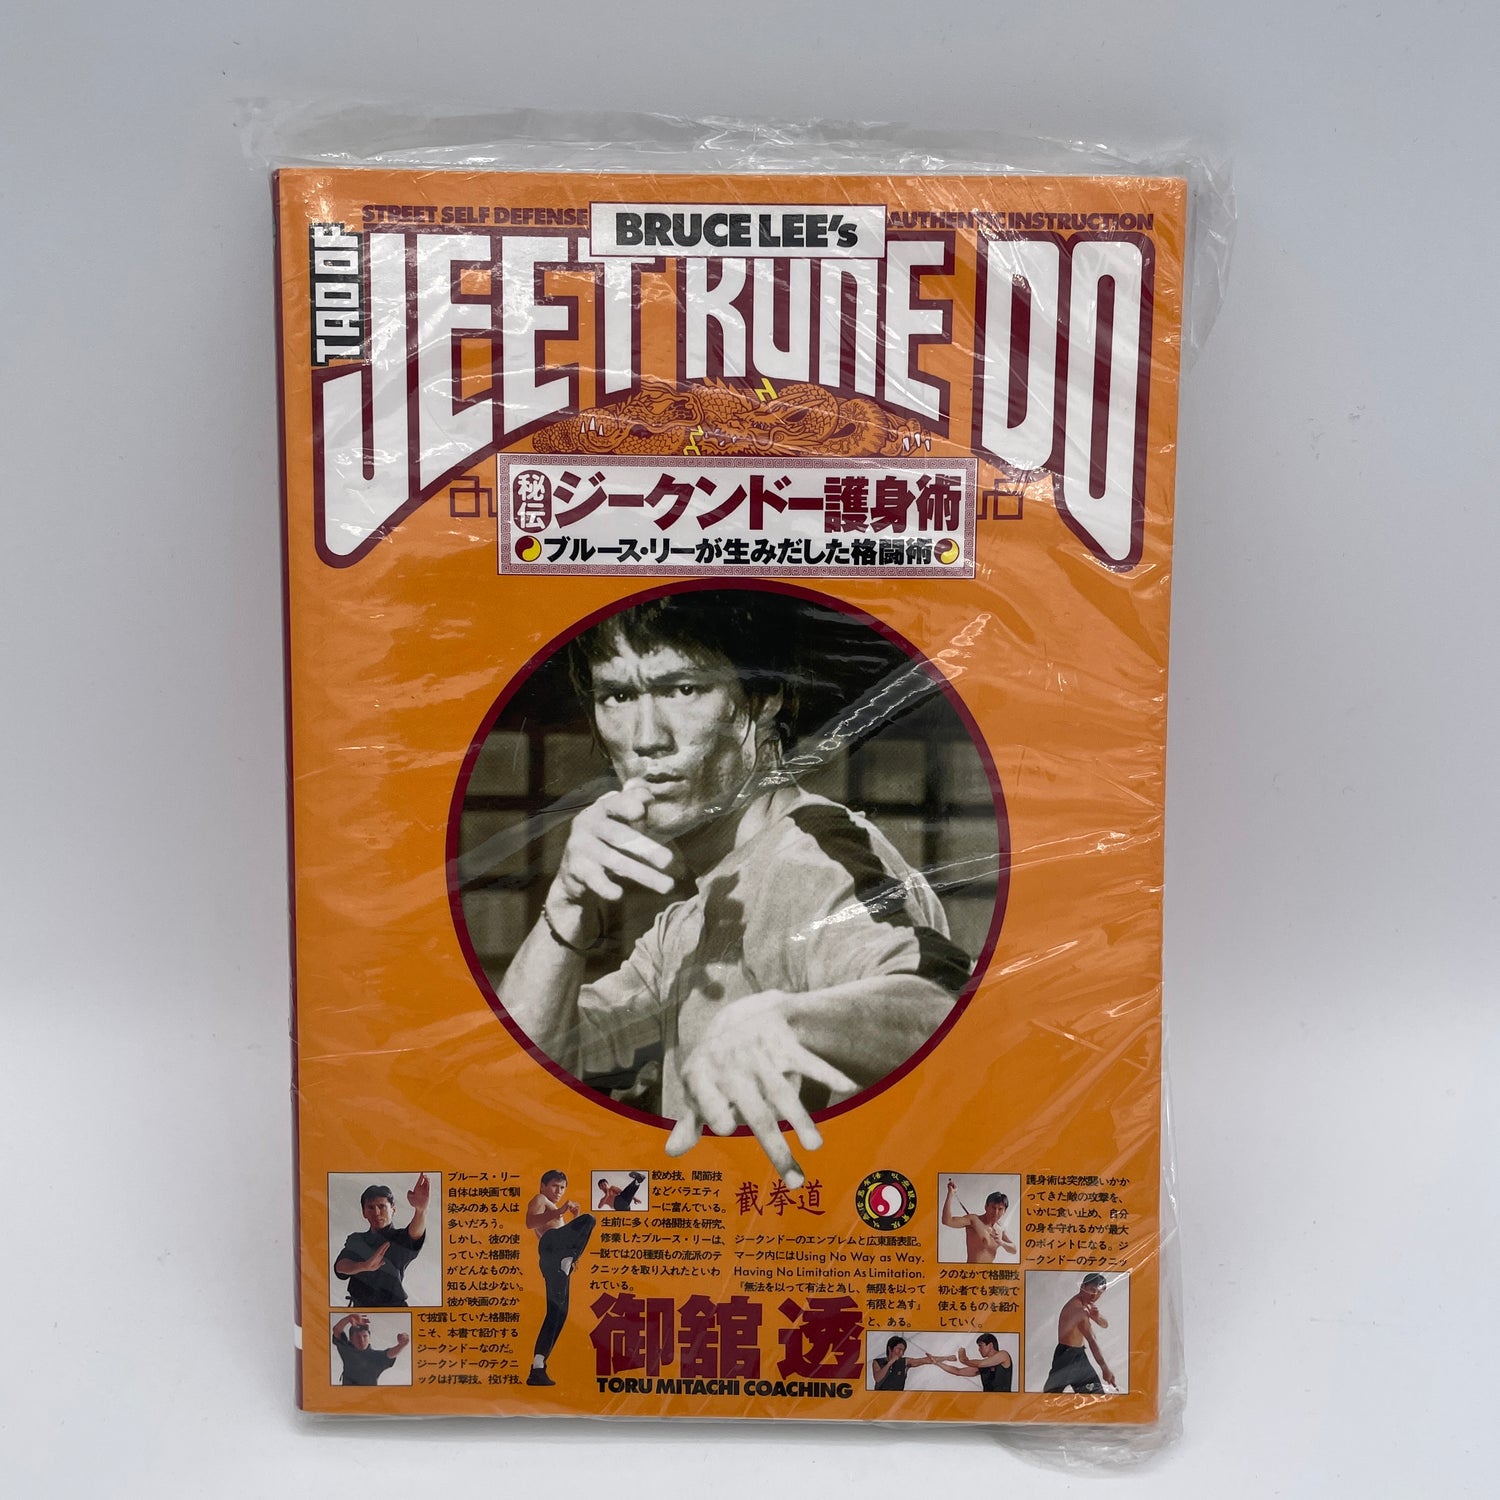 STREET SELF DEFENSE
BRUCE LEE's
AUTHENTIC INSTRUCTION
TAO OF
JEET KUNE DO
秘伝
ジークンドー護身術
ブルース・リーが生みだした格闘術
ブルース・リー
自体は映画で馴
染みのある人は
多いだろう。
しかし、彼の使
っていた格闘術
がどんなものか、
知る人は少ない。
彼が映画のなか
で披露していた格闘術
こそ、本書で紹介する
ジークンドーなのだ。
ジークンドーのテクニ
ックは打撃技、投げ技、
絞め技、関節技
などバラエティ
ーに富んでいる。
生前に多くの格闘技を研究、
修業したブルース・リーは、
一説では20種類もの流派のテ
クニックを取り入れたといわ
れている。
截拳道
ジークンドーのエンブレムと広東語表記。
マーク内にはUsing No Way as Way.
Having No Limitation As Limitation.
『無法を以って有法と為し、無限を以って
有限と為す』
と、ある。
護身術は突然襲いかか
ってきた敵の攻撃を、
いかに食い止め、自分
の身を守れるかが最大
のポイントになる。ジ
ークンドーのテクニッ
クのなかで格闘技
初心者でも実戦で
使えるものを紹介
していく。
御舘 透
TORU MITACHI COACHING